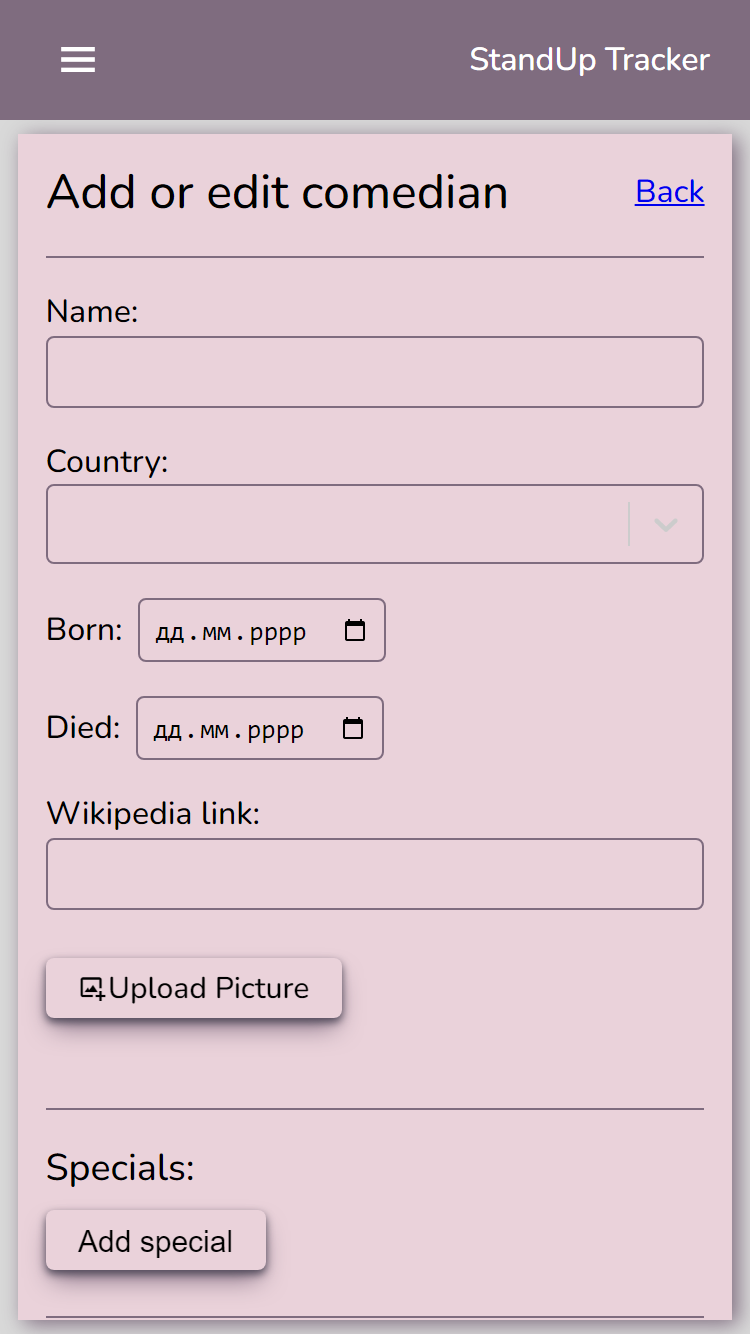 StandUp Tracker
Add or edit comedian
Back
Name:
Country:
Born: дд.мм.рррр
Died: дд.мм.рррр
Wikipedia link:
Upload Picture
Specials:
Add special